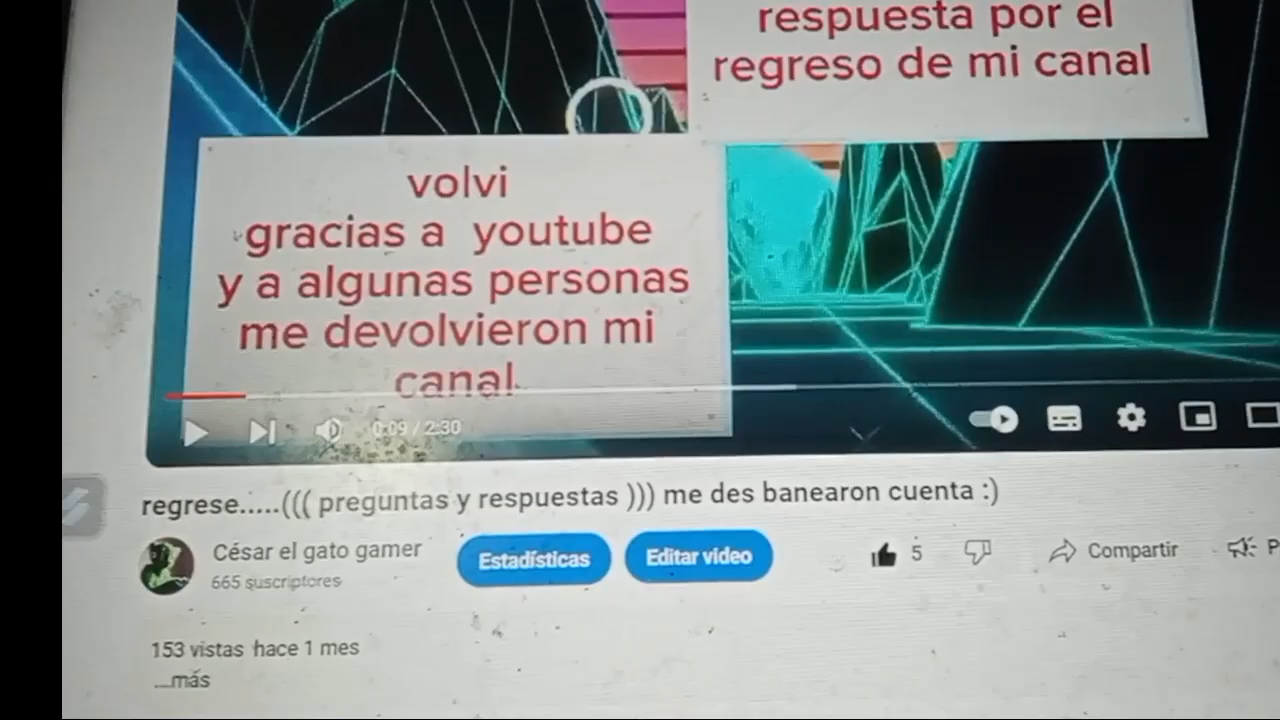 respuesta por el
regreso de mi canal
volvi
gracias a youtube
y a algunas personas
me devolvieron mi
canal
0:09 / 2:30
regrese.....((( preguntas y respuestas ))) me des banearon cuenta :)
César el gato gamer
665 suscriptores
Estadísticas
Editar video
5
Compartir
P
153 vistas hace 1 mes
...más